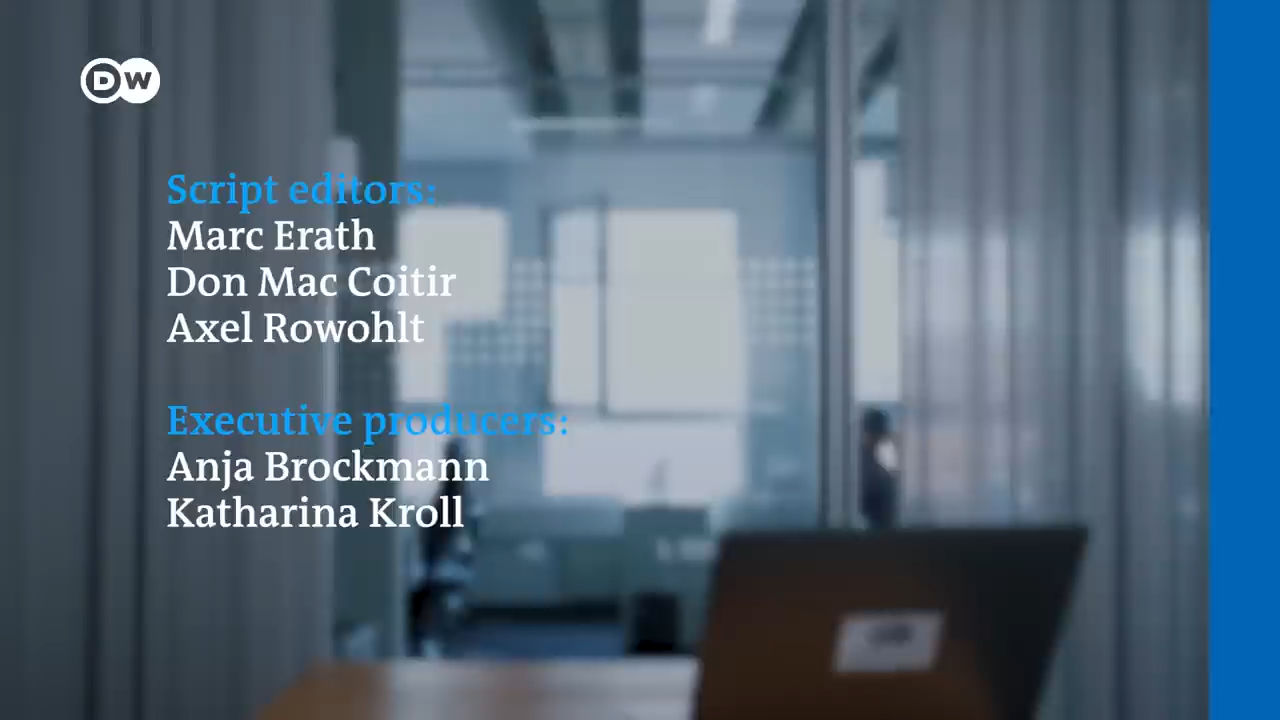 DW
Script editors:
Marc Erath
Don Mac Coitir
Axel Rowohlt
Executive producers:
Anja Brockmann
Katharina Kroll